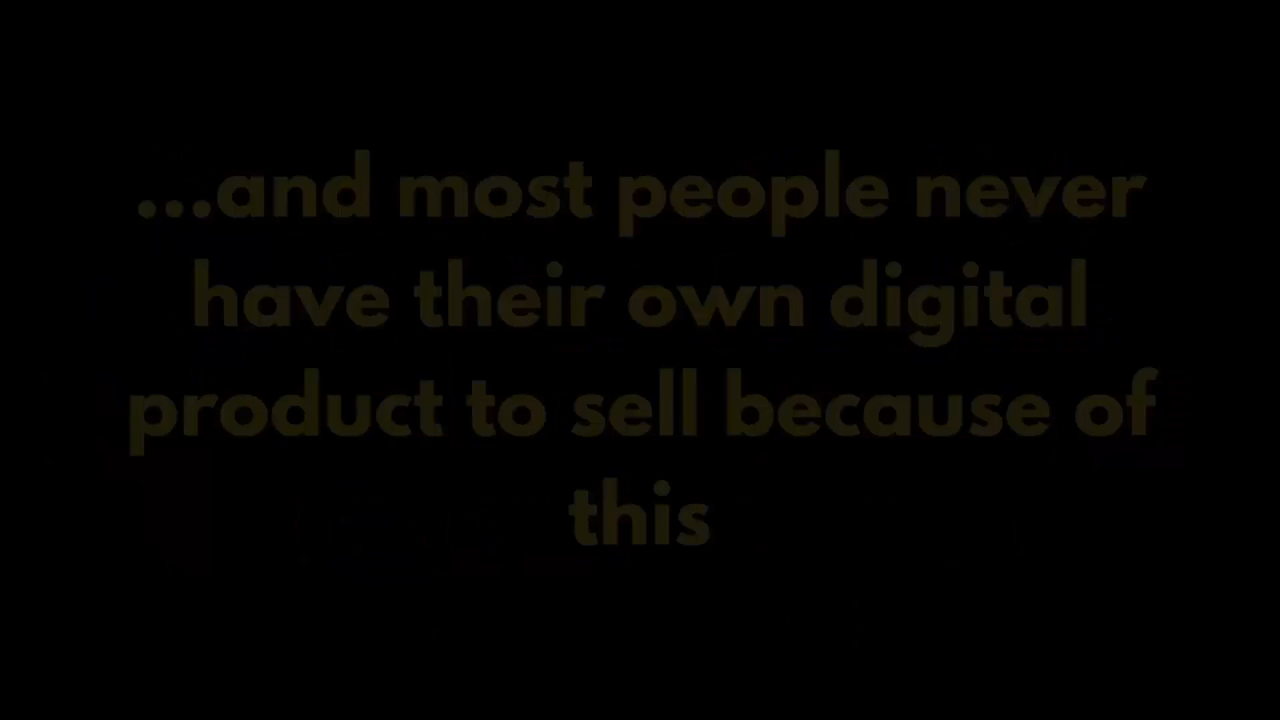 ...and most people never
have their own digital
product to sell because of
this